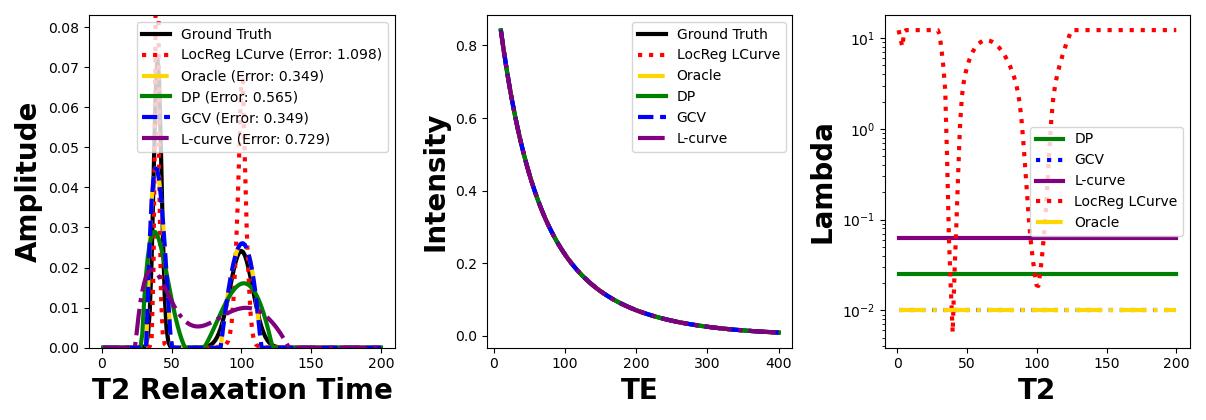 0.08
0.07
0.06
0.05
0.04
0.03
0.02
0.01
0.00
Amplitude
Ground Truth
LocReg LCurve (Error: 1.098)
Oracle (Error: 0.349)
DP (Error: 0.565)
GCV (Error: 0.349)
L-curve (Error: 0.729)
0 50 100 150 200
T2 Relaxation Time
0.8
0.6
0.4
0.2
0.0
Intensity
Ground Truth
LocReg LCurve
Oracle
DP
GCV
L-curve
0 100 200 300 400
TE
10¹
10⁰
10⁻¹
10⁻²
Lambda
DP
GCV
L-curve
LocReg LCurve
Oracle
0 50 100 150 200
T2